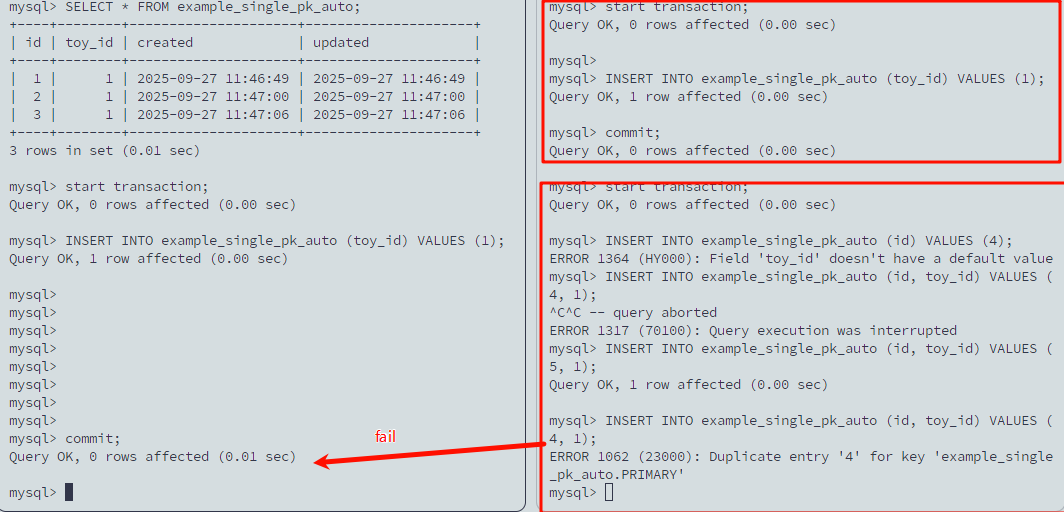 mysql> SELECT * FROM example_single_pk_auto;
+----+--------+---------------------+---------------------+
| id | toy_id | created             | updated             |
+----+--------+---------------------+---------------------+
|  1 |      1 | 2025-09-27 11:46:49 | 2025-09-27 11:46:49 |
|  2 |      1 | 2025-09-27 11:47:00 | 2025-09-27 11:47:00 |
|  3 |      1 | 2025-09-27 11:47:06 | 2025-09-27 11:47:06 |
+----+--------+---------------------+---------------------+
3 rows in set (0.01 sec)
mysql> start transaction;
Query OK, 0 rows affected (0.00 sec)
mysql> INSERT INTO example_single_pk_auto (toy_id) VALUES (1);
Query OK, 1 row affected (0.00 sec)
mysql>
mysql>
mysql>
mysql>
mysql>
mysql>
mysql>
mysql>
mysql> commit;
Query OK, 0 rows affected (0.01 sec)
mysql>
fail
mysql> start transaction;
Query OK, 0 rows affected (0.00 sec)
mysql>
mysql> INSERT INTO example_single_pk_auto (toy_id) VALUES (1);
Query OK, 1 row affected (0.00 sec)
mysql> commit;
Query OK, 0 rows affected (0.00 sec)
mysql> start transaction;
Query OK, 0 rows affected (0.00 sec)
mysql> INSERT INTO example_single_pk_auto (id) VALUES (4);
ERROR 1364 (HY000): Field 'toy_id' doesn't have a default value
mysql> INSERT INTO example_single_pk_auto (id, toy_id) VALUES (
4, 1);
^C^C -- query aborted
ERROR 1317 (70100): Query execution was interrupted
mysql> INSERT INTO example_single_pk_auto (id, toy_id) VALUES (
5, 1);
Query OK, 1 row affected (0.00 sec)
mysql> INSERT INTO example_single_pk_auto (id, toy_id) VALUES (
4, 1);
ERROR 1062 (23000): Duplicate entry '4' for key 'example_single
_pk_auto.PRIMARY'
mysql>